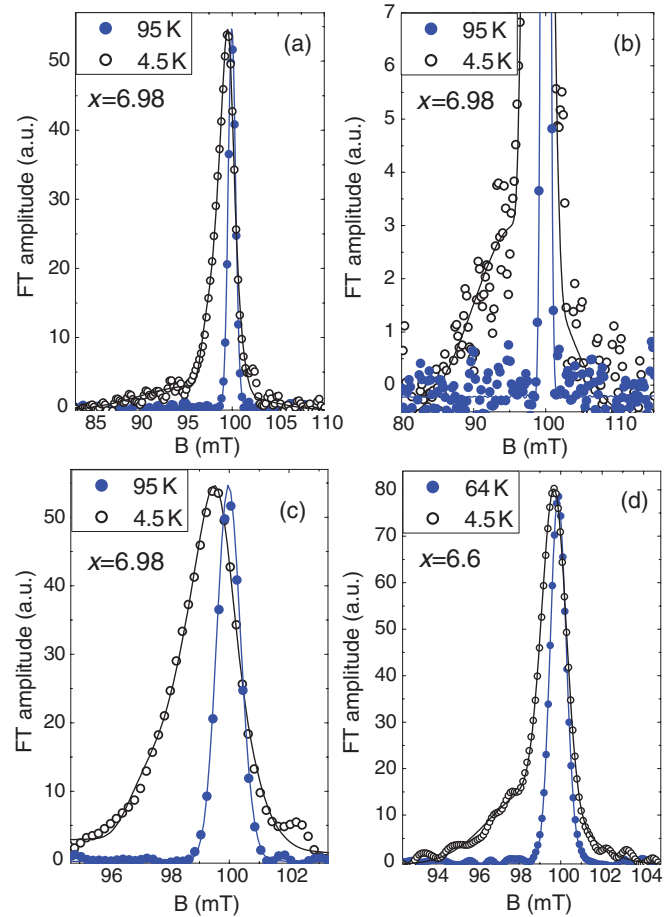 (a)
95 K
4.5 K
x=6.98
FT amplitude (a.u.)
50
40
30
20
10
0
85 90 95 100 105 110
B (mT)
(b)
95 K
4.5 K
x=6.98
FT amplitude (a.u.)
7
6
5
4
3
2
1
0
80 90 100 110
B (mT)
(c)
95 K
4.5 K
x=6.98
FT amplitude (a.u.)
50
40
30
20
10
0
96 98 100 102
B (mT)
(d)
64 K
4.5 K
x=6.6
FT amplitude (a.u.)
80
70
60
50
40
30
20
10
0
94 96 98 100 102 104
B (mT)